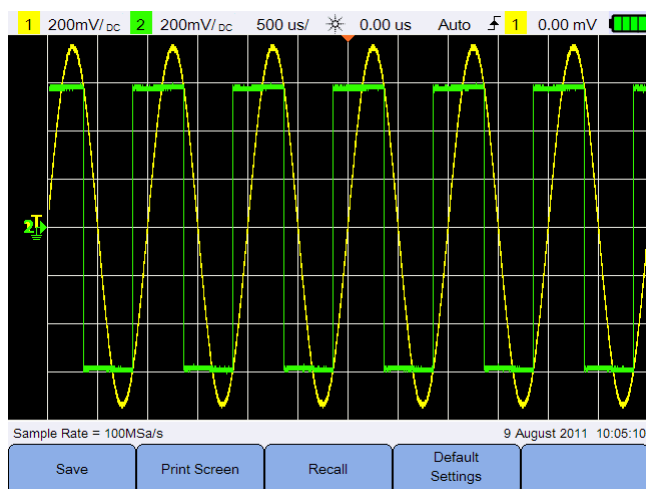 1 200mV/ DC 2 200mV/ DC 500 us/ 0.00 us Auto 1 0.00 mV
T
2
Sample Rate = 100MSa/s 9 August 2011 10:05:10
Save Print Screen Recall Default Settings